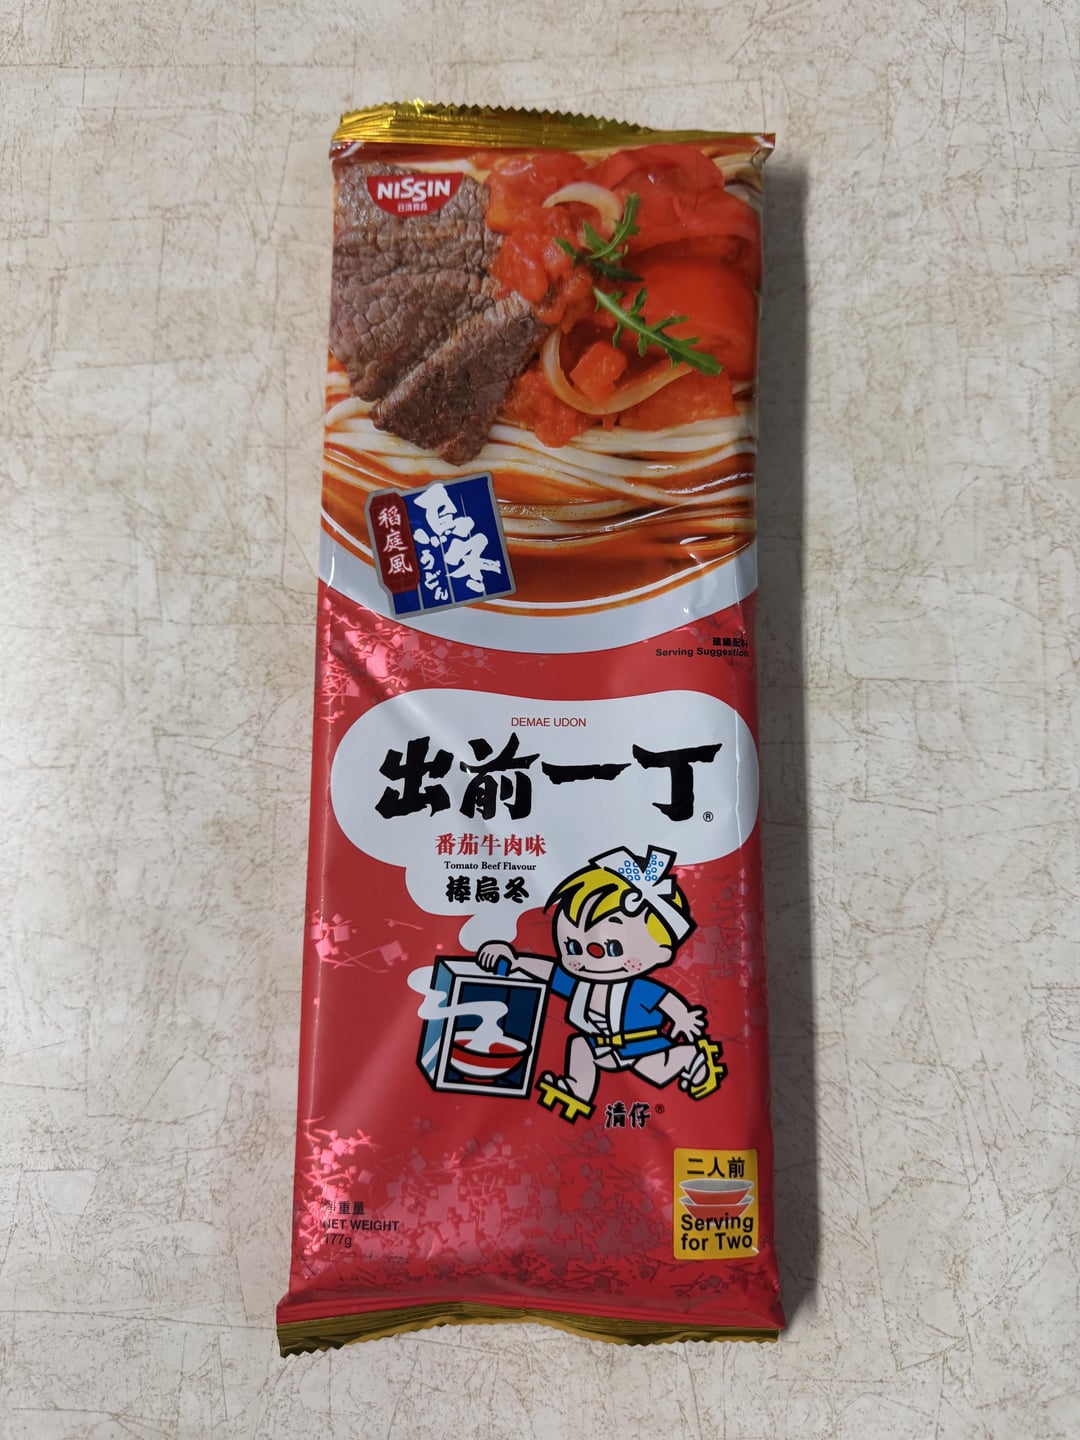 NISSIN
日清食品
稻庭風
烏冬
うどん
建議配料
Serving Suggestion
DEMAE UDON
出前一丁®
番茄牛肉味
Tomato Beef Flavour
棒烏冬
清仔®
淨重量
NET WEIGHT
177g
二人前
Serving
for Two